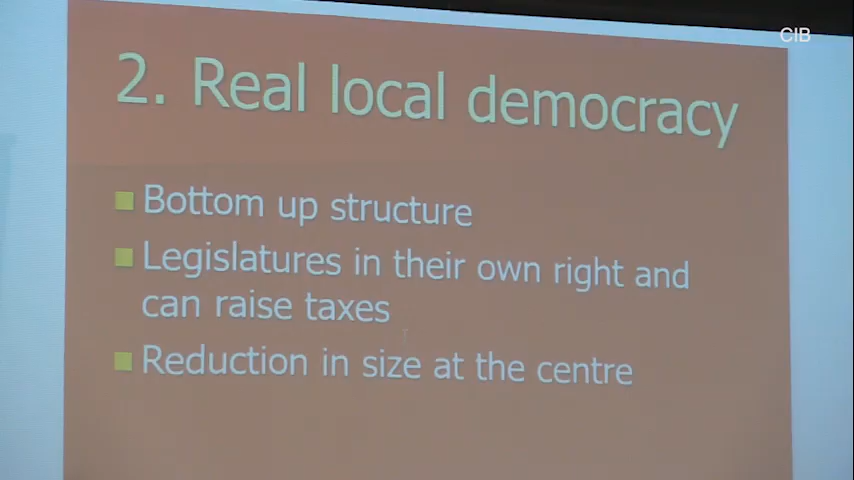 CIB
2. Real local democracy
Bottom up structure
Legislatures in their own right and
can raise taxes
Reduction in size at the centre